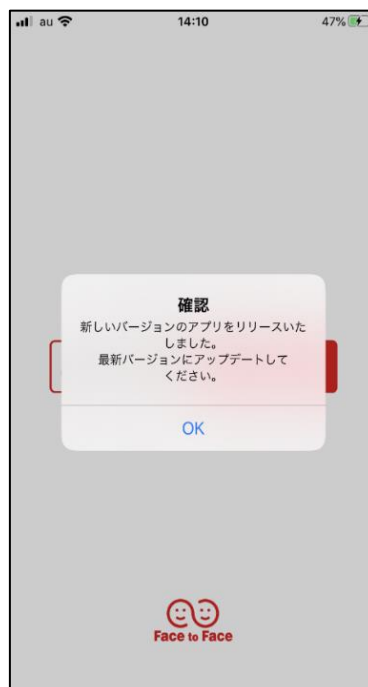 au 14:10 47%
確認
新しいバージョンのアプリをリリースいた
しました。
最新バージョンにアップデートして
ください。
OK
Face to Face